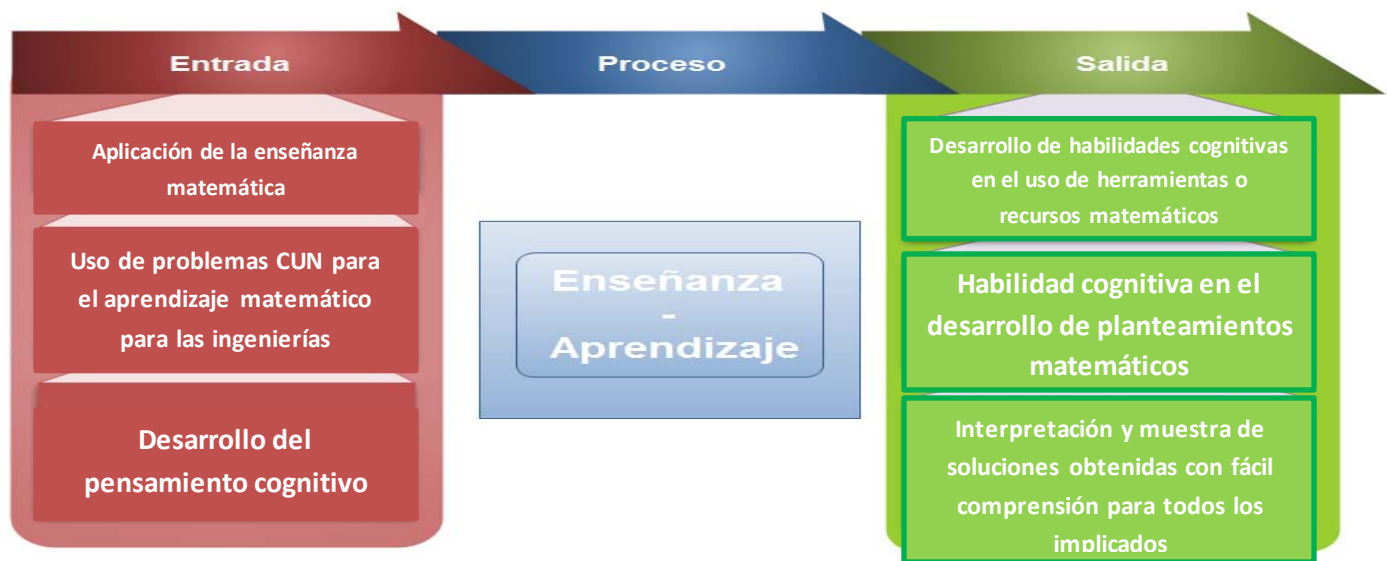 Entrada
Proceso
Salida
Aplicación de la enseñanza
matemática
Uso de problemas CUN para
el aprendizaje matemático
para las ingenierías
Desarrollo del
pensamiento cognitivo
Enseñanza
-
Aprendizaje
Desarrollo de habilidades cognitivas
en el uso de herramientas o
recursos matemáticos
Habilidad cognitiva en el
desarrollo de planteamientos
matemáticos
Interpretación y muestra de
soluciones obtenidas con fácil
comprensión para todos los
implicados